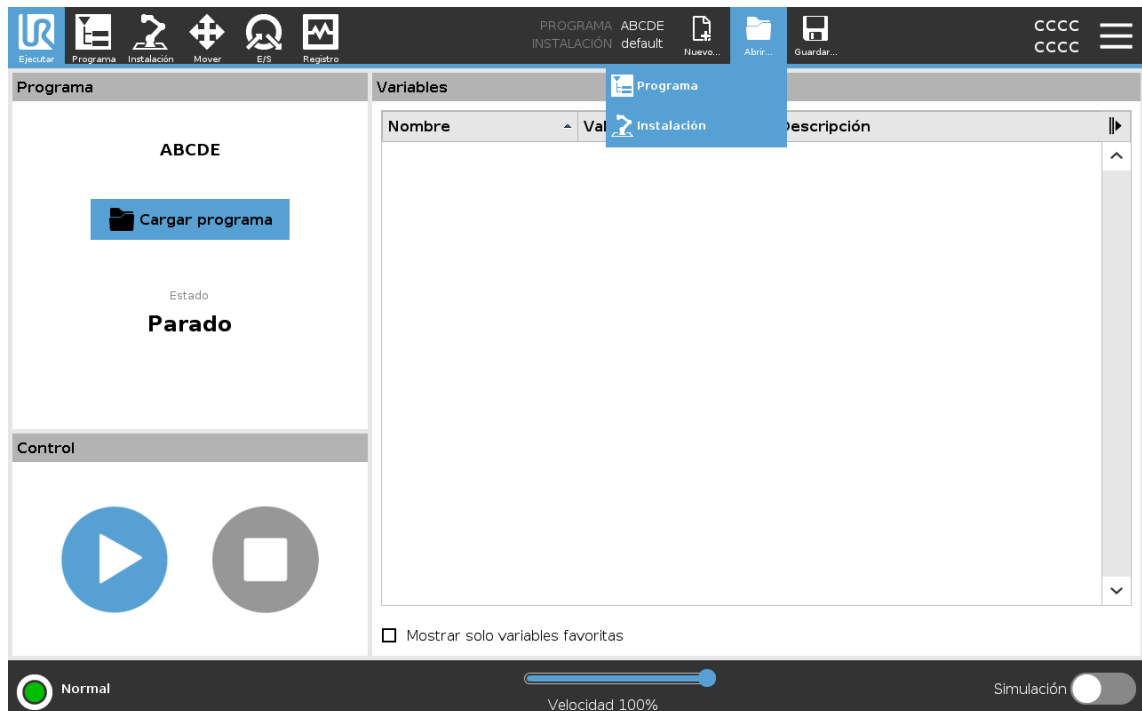 Ejecutar Programa Instalación Mover E/S Registro
PROGRAMA ABCDE
INSTALACIÓN default
Nuevo... Abrir... Guardar...
CCCC
CCCC
Programa
Instalación
Programa
ABCDE
Cargar programa
Estado
Parado
Control
Variables
Nombre Val Descripción
Mostrar solo variables favoritas
Normal
Velocidad 100%
Simulación